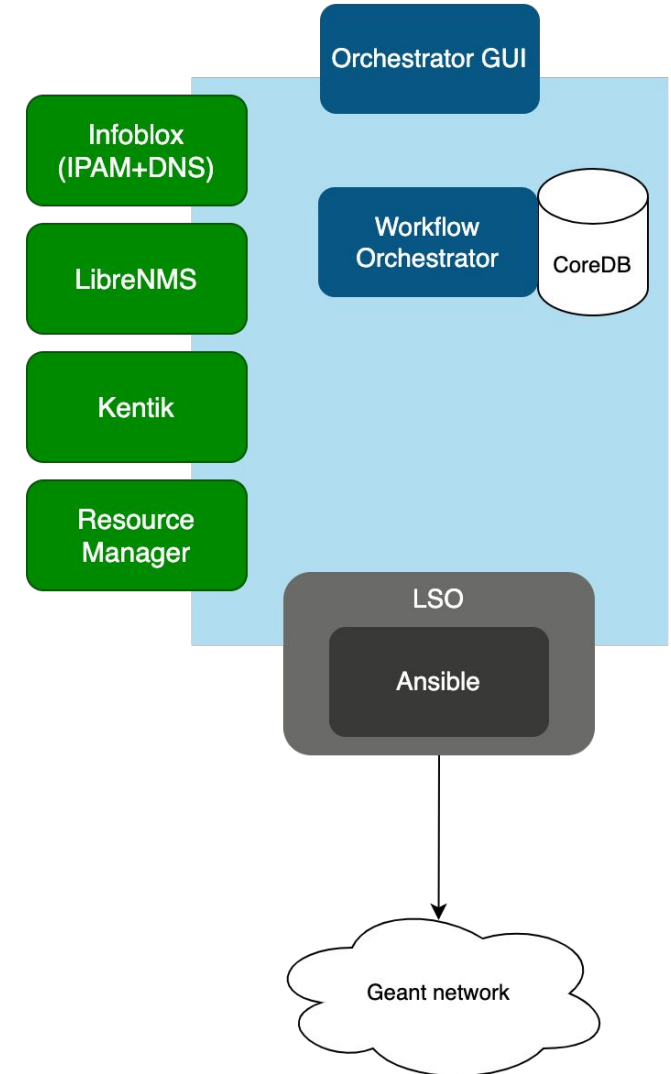 Orchestrator GUI
Infoblox
(IPAM+DNS)
Workflow
Orchestrator
CoreDB
LibreNMS
Kentik
Resource
Manager
LSO
Ansible
Geant network